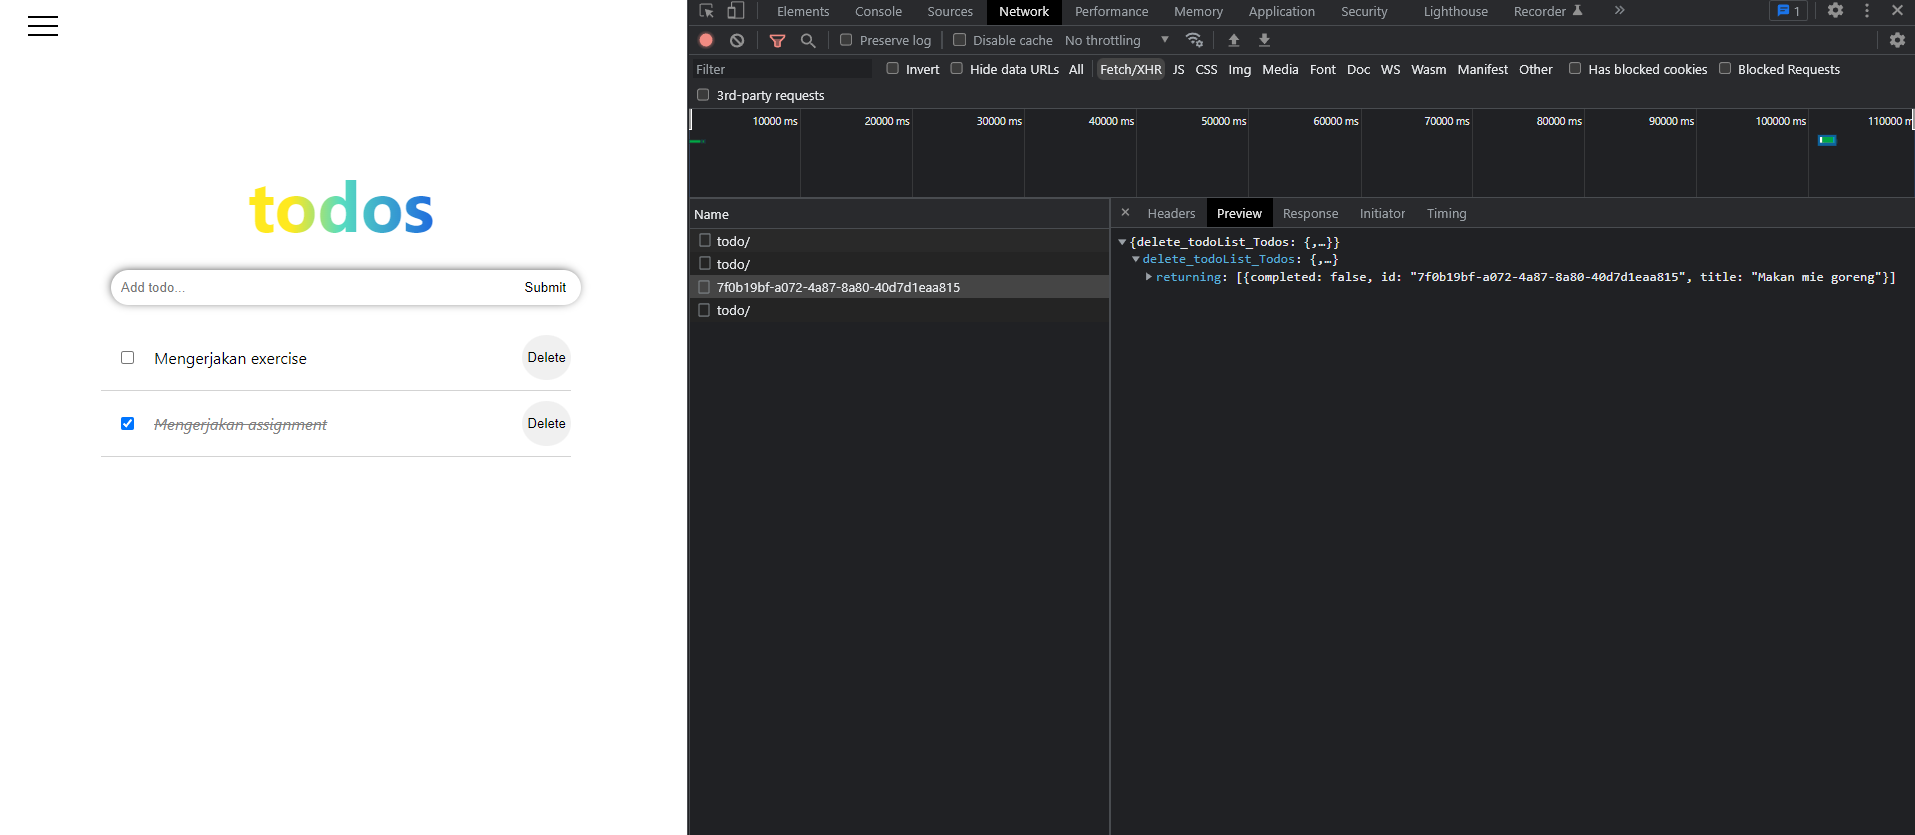 todos
Add todo...
Submit
Mengerjakan exercise
Delete
Mengerjakan assignment
Delete
Elements Console Sources Network Performance Memory Application Security Lighthouse Recorder 1
Preserve log Disable cache No throttling
Filter Invert Hide data URLs All Fetch/XHR JS CSS Img Media Font Doc WS Wasm Manifest Other Has blocked cookies Blocked Requests
3rd-party requests
10000 ms 20000 ms 30000 ms 40000 ms 50000 ms 60000 ms 70000 ms 80000 ms 90000 ms 100000 ms 110000 m
Name
todo/
todo/
7f0b19bf-a072-4a87-8a80-40d7d1eaa815
todo/
Headers Preview Response Initiator Timing
{delete_todoList_Todos: {,…}}
delete_todoList_Todos: {,…}
returning: [{completed: false, id: "7f0b19bf-a072-4a87-8a80-40d7d1eaa815", title: "Makan mie goreng"}]